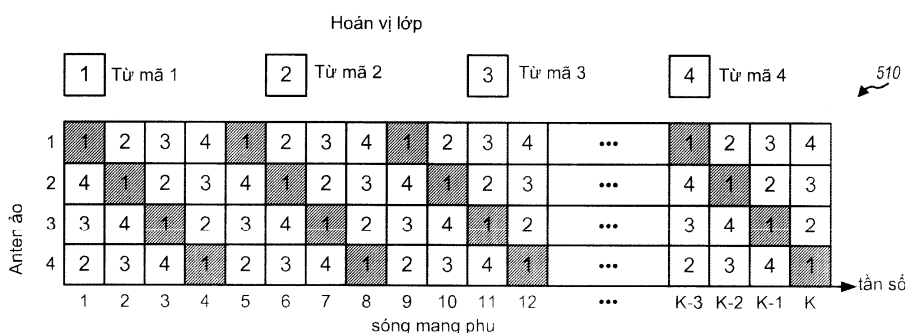 Hoán vị lớp
1 Từ mã 1 2 Từ mã 2 3 Từ mã 3 4 Từ mã 4
510
1 1 2 3 4 1 2 3 4 1 2 3 4 ••• 1 2 3 4
2 4 1 2 3 4 1 2 3 4 1 2 3 ••• 4 1 2 3
3 3 4 1 2 3 4 1 2 3 4 1 2 ••• 3 4 1 2
4 2 3 4 1 2 3 4 1 2 3 4 1 ••• 2 3 4 1
Anten ảo
1 2 3 4 5 6 7 8 9 10 11 12 ••• K-3 K-2 K-1 K
tần số
sóng mang phụ